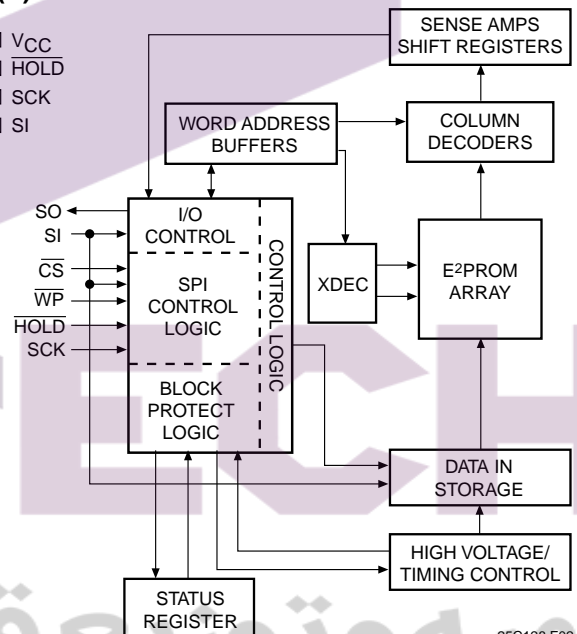 VCC
HOLD
SCK
SI
SENSE AMPS
SHIFT REGISTERS
WORD ADDRESS
BUFFERS
COLUMN
DECODERS
SO
SI
CS
WP
HOLD
SCK
I/O
CONTROL
SPI
CONTROL
LOGIC
BLOCK
PROTECT
LOGIC
CONTROL LOGIC
XDEC
E²PROM
ARRAY
DATA IN
STORAGE
HIGH VOLTAGE/
TIMING CONTROL
STATUS
REGISTER
ECH